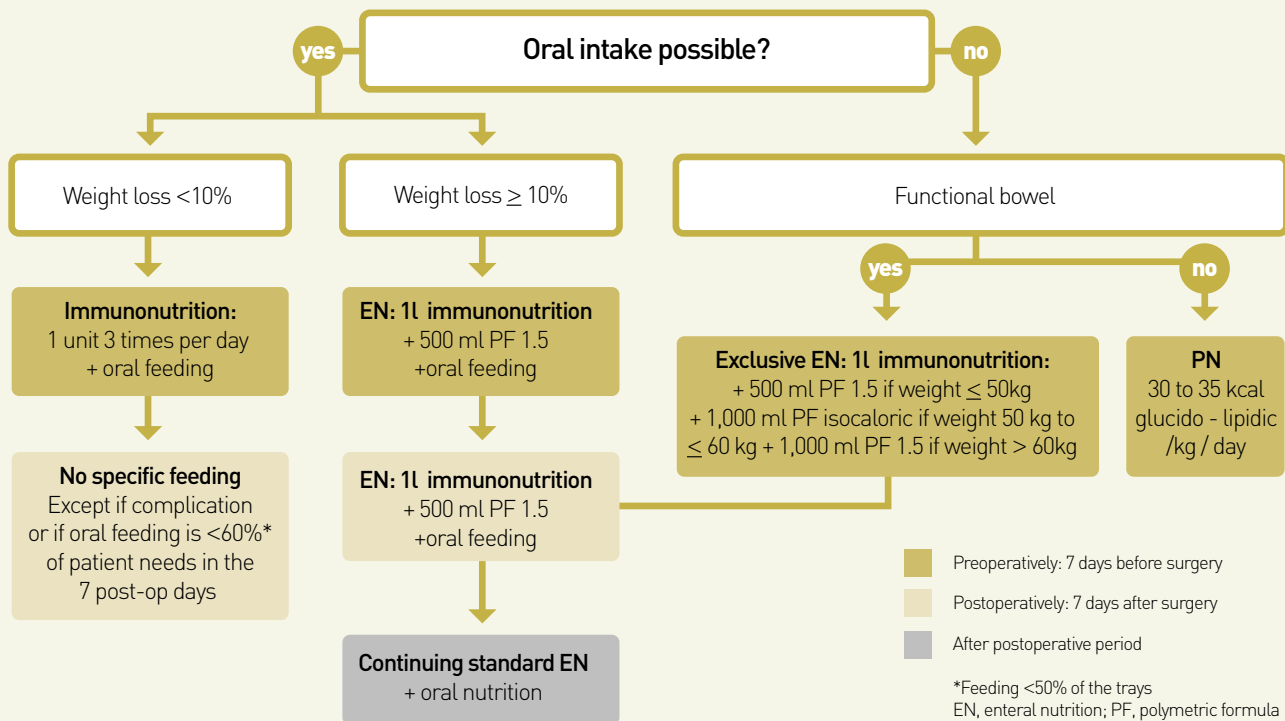 Oral intake possible?
yes
no
Weight loss <10%
Weight loss ≥ 10%
Functional bowel
yes
no
Immunonutrition:
1 unit 3 times per day
+ oral feeding
EN: 1l immunonutrition
+ 500 ml PF 1.5
+oral feeding
Exclusive EN: 1l immunonutrition:
+ 500 ml PF 1.5 if weight ≤ 50kg
+ 1,000 ml PF isocaloric if weight 50 kg to
≤ 60 kg + 1,000 ml PF 1.5 if weight > 60kg
PN
30 to 35 kcal
glucido - lipidic
/kg / day
No specific feeding
Except if complication
or if oral feeding is <60%*
of patient needs in the
7 post-op days
EN: 1l immunonutrition
+ 500 ml PF 1.5
+oral feeding
Continuing standard EN
+ oral nutrition
Preoperatively: 7 days before surgery
Postoperatively: 7 days after surgery
After postoperative period
*Feeding <50% of the trays
EN, enteral nutrition; PF, polymetric formula